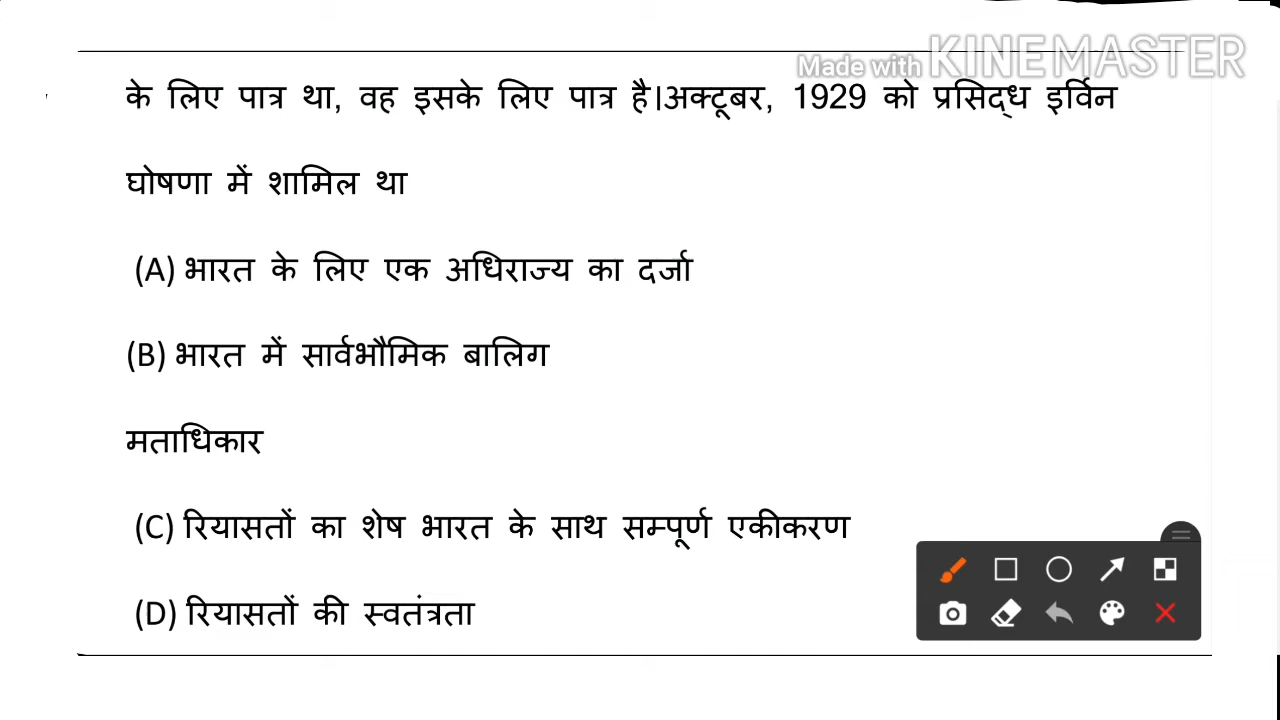 Made with KINEMASTER
के लिए पात्र था, वह इसके लिए पात्र है।अक्टूबर, 1929 को प्रसिद्ध इर्विन
घोषणा में शामिल था
(A) भारत के लिए एक अधिराज्य का दर्जा
(B) भारत में सार्वभौमिक बालिग
मताधिकार
(C) रियासतों का शेष भारत के साथ सम्पूर्ण एकीकरण
(D) रियासतों की स्वतंत्रता